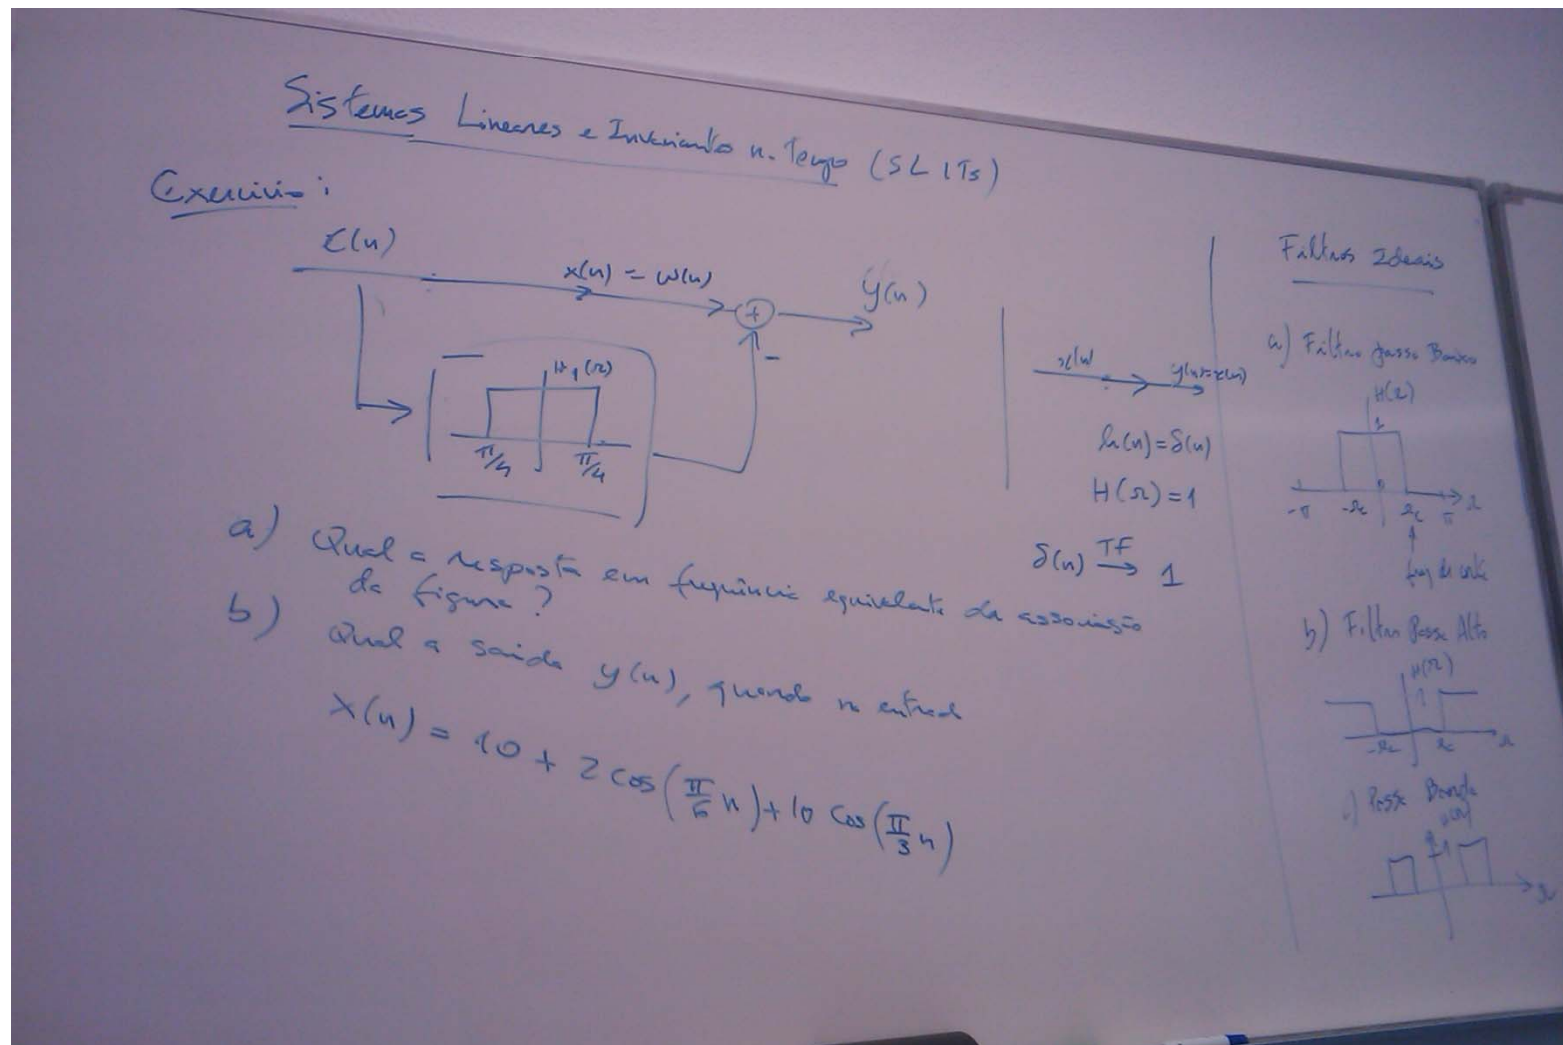 Sistemas Lineares e Invariantes n. Tempo (SLITs)
Exercício:
x(n)
x(n) = w(n)
+
y(n)
-
H1(Ω)
π/4
π/4
a) Qual a resposta em frequência equivalente da associação
da figura?
b) Qual a saída y(n), quando na entrada
x(n) = 10 + 2 cos(π/6 n) + 10 cos(π/3 n)
x(n)
y(n)=x(n)
h(n)=δ(n)
H(Ω)=1
δ(n) TF→ 1
Filtros Ideais
a) Filtro passo Baixo
H(Ω)
1
-π -Ωc Ωc π Ω
freq de corte
b) Filtro Passa Alto
H(Ω)
1
-Ωc Ωc Ω
c) Passa Banda
H(Ω)
1
Ω